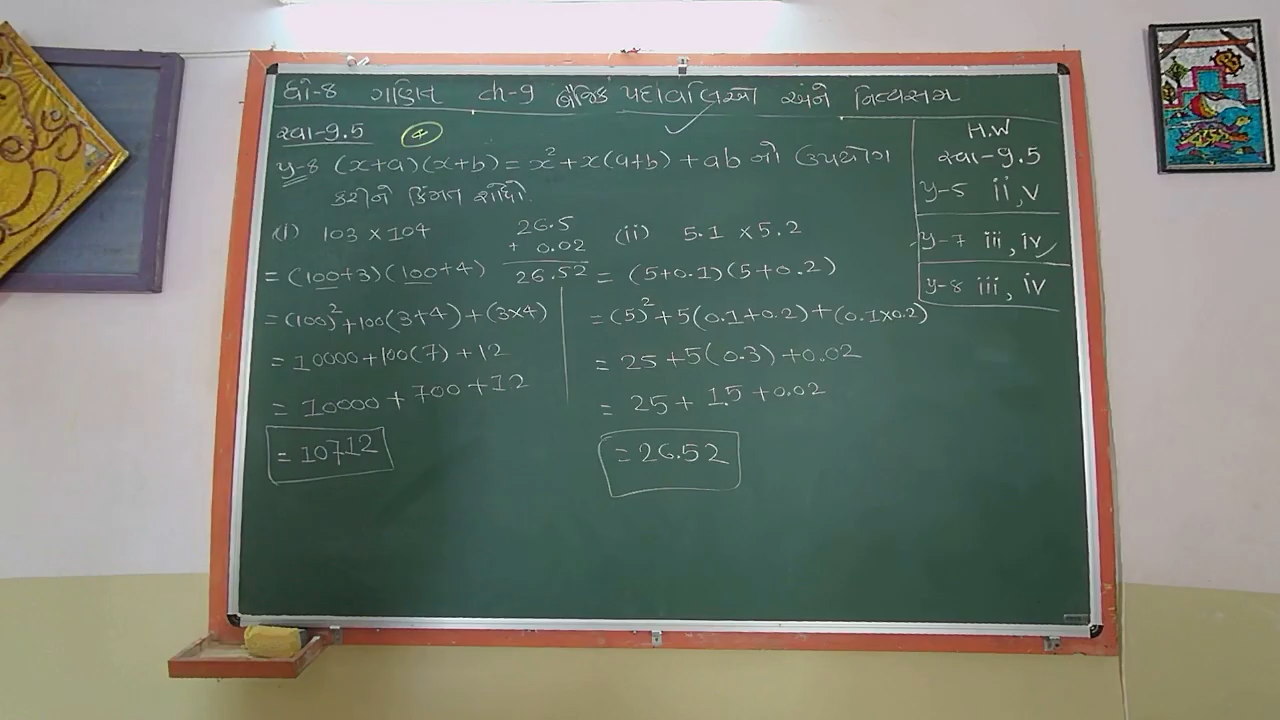 ધો-8 ગણિત ch-9 બૈજિક પદાવલિઓ અને નિત્યસમ
સ્વા-9.5 4
પ્ર-8 (x+a)(x+b) = x²+x(a+b)+ab નો ઉપયોગ
કરીને કિંમત શોધો.
(i) 103 × 104
= (100+3)(100+4)
= (100)²+100(3+4)+(3×4)
= 10000+100(7)+12
= 10000+700+12
= 10712
26.5
+ 0.02
26.52
(ii) 5.1 × 5.2
= (5+0.1)(5+0.2)
= (5)²+5(0.1+0.2)+(0.1×0.2)
= 25+5(0.3)+0.02
= 25+1.5+0.02
= 26.52
H.W
સ્વા-9.5
પ્ર-5 ii,v
પ્ર-7 iii,iv
પ્ર-8 iii,iv